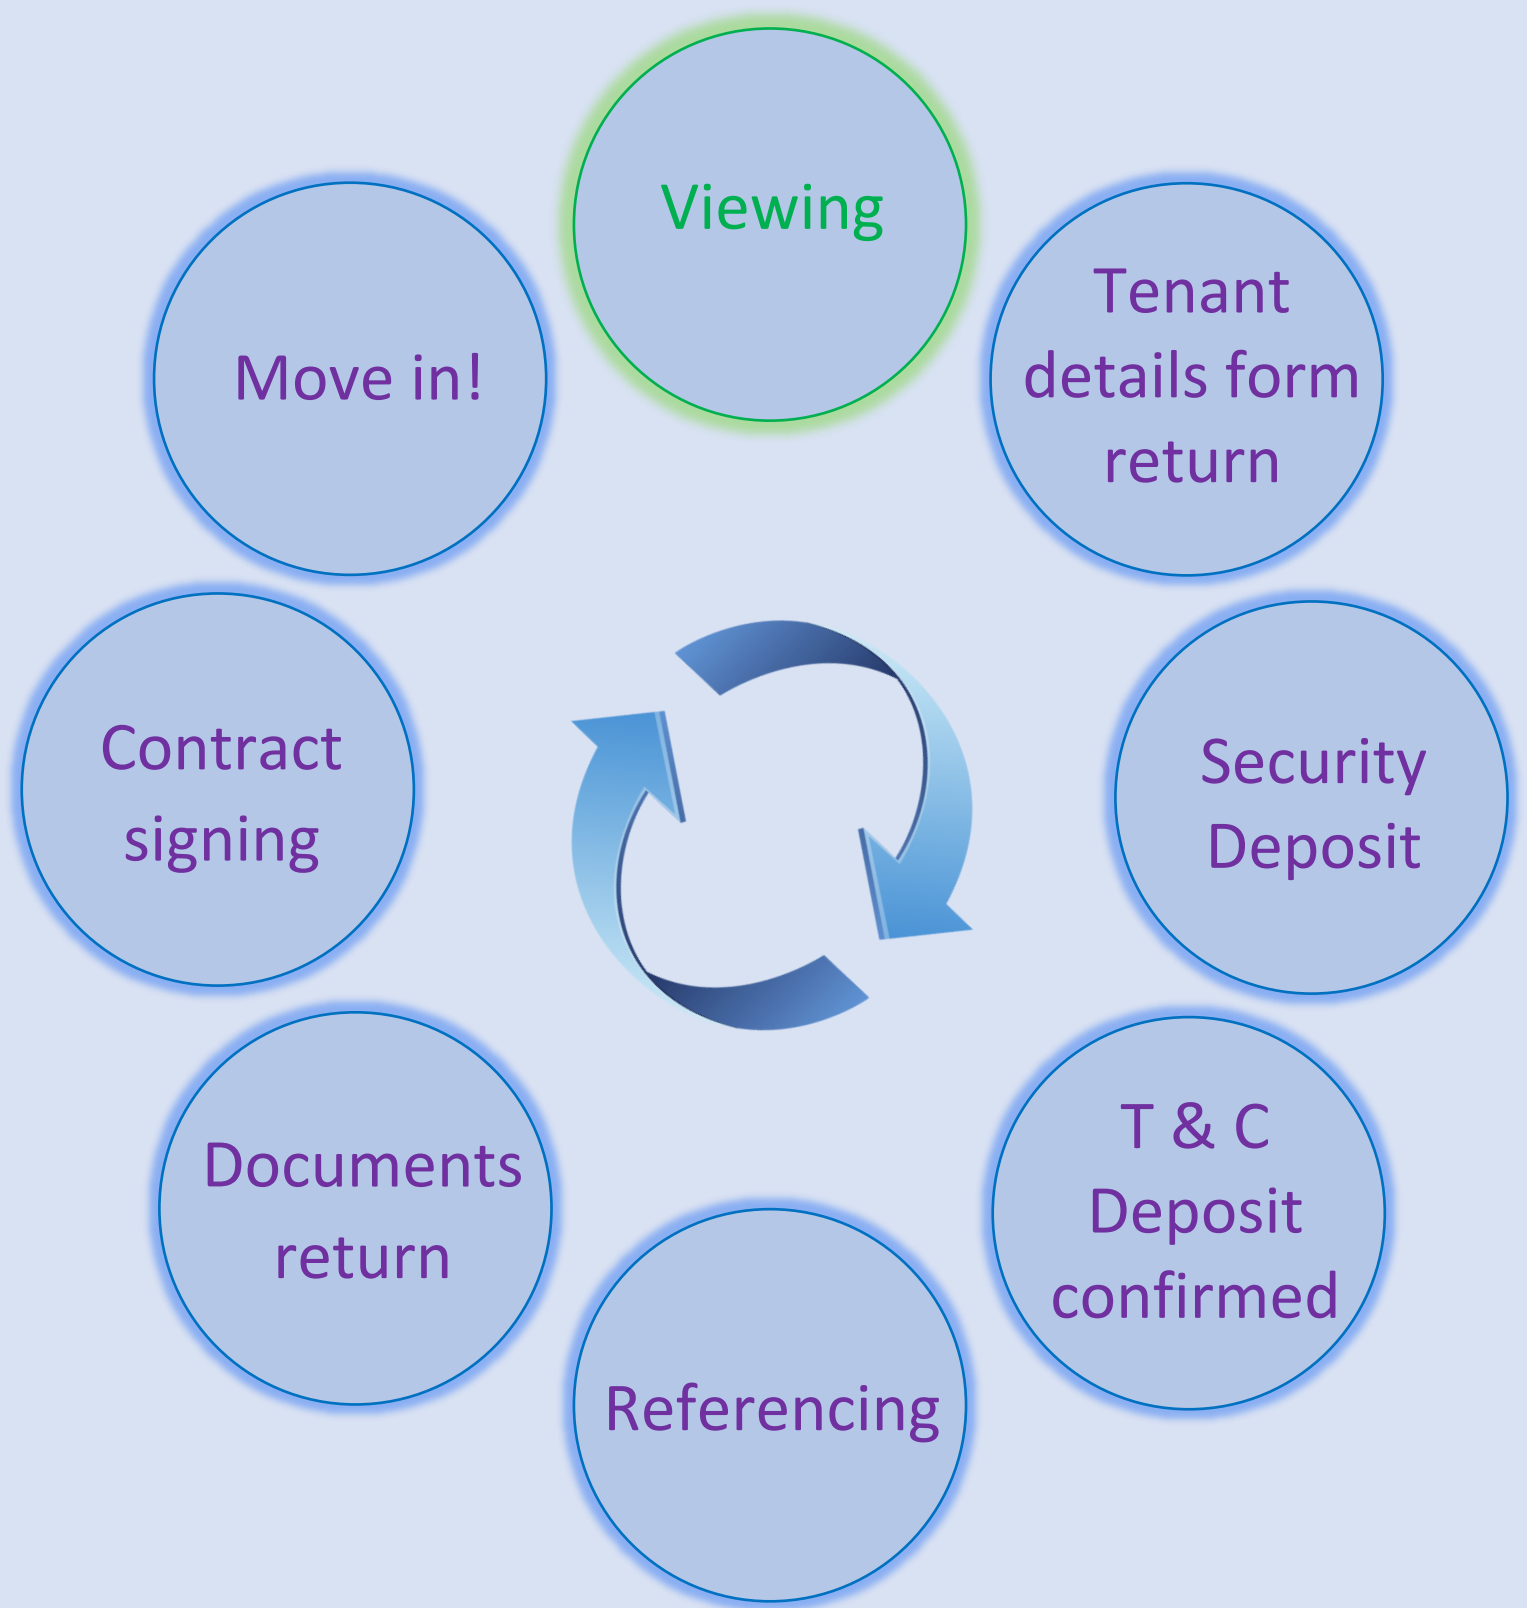 Viewing
Tenant
details form
return
Security
Deposit
T & C
Deposit
confirmed
Referencing
Documents
return
Contract
signing
Move in!